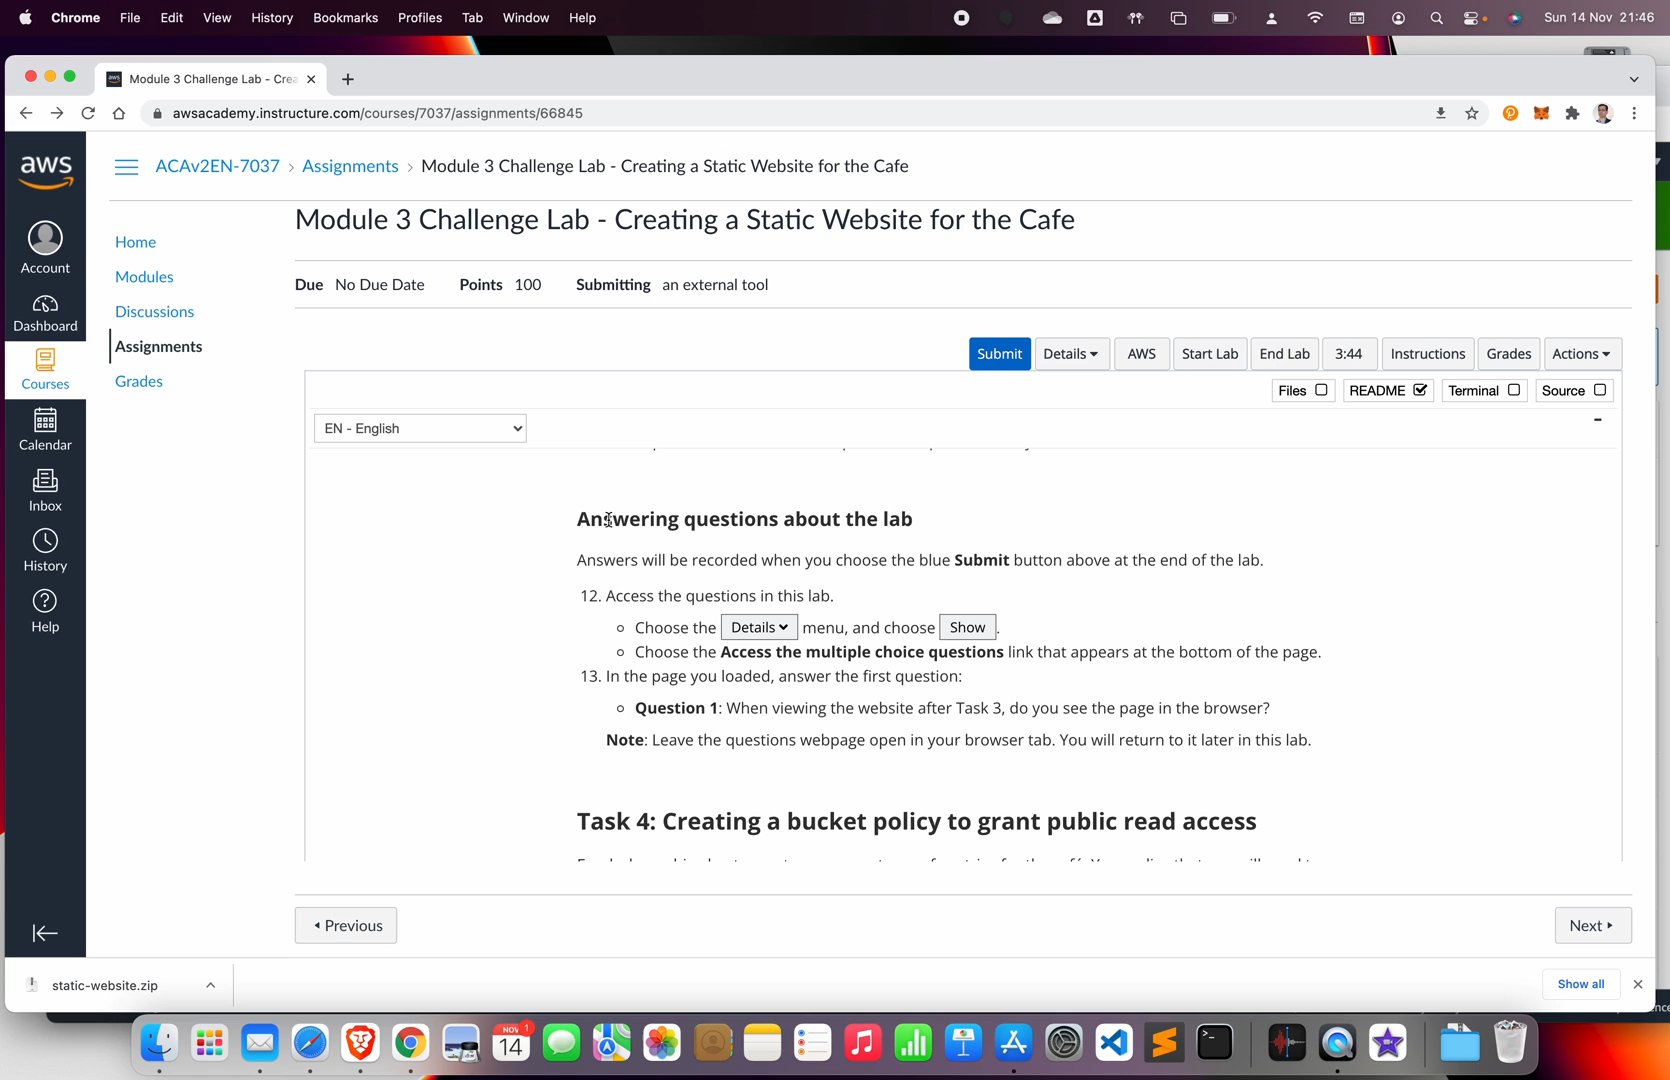 Chrome File Edit View History Bookmarks Profiles Tab Window Help Sun 14 Nov 21:46
aws Module 3 Challenge Lab - Crea
awsacademy.instructure.com/courses/7037/assignments/66845
aws
Account
Dashboard
Courses
Calendar
Inbox
History
Help
ACAv2EN-7037 > Assignments > Module 3 Challenge Lab - Creating a Static Website for the Cafe
Home
Modules
Discussions
Assignments
Grades
Module 3 Challenge Lab - Creating a Static Website for the Cafe
Due No Due Date Points 100 Submitting an external tool
Submit Details AWS Start Lab End Lab 3:44 Instructions Grades Actions
Files README Terminal Source
EN - English
Answering questions about the lab
Answers will be recorded when you choose the blue Submit button above at the end of the lab.
12. Access the questions in this lab.
Choose the Details menu, and choose Show.
Choose the Access the multiple choice questions link that appears at the bottom of the page.
13. In the page you loaded, answer the first question:
Question 1: When viewing the website after Task 3, do you see the page in the browser?
Note: Leave the questions webpage open in your browser tab. You will return to it later in this lab.
Task 4: Creating a bucket policy to grant public read access
Previous Next
static-website.zip Show all
NOV 1
14